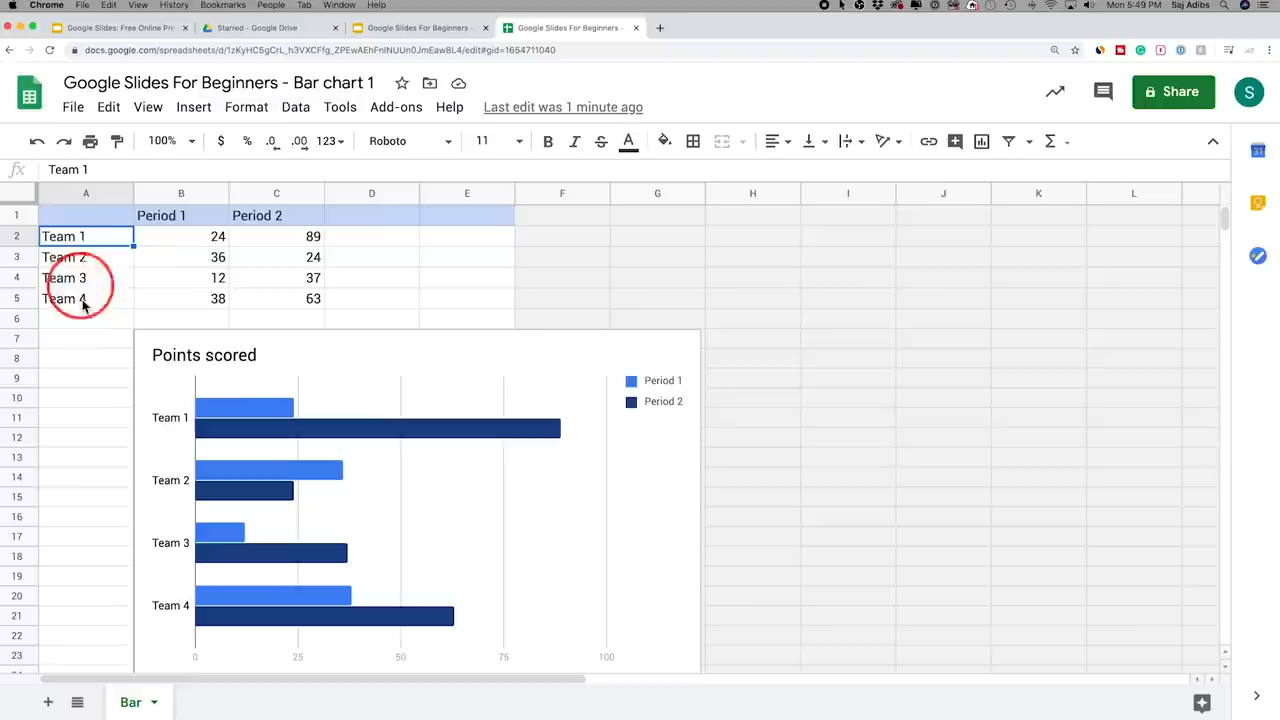 Chrome File Edit View History Bookmarks People Tab Window Help Mon 5:49 PM Saj Adibs
Google Slides: Free Online Pre Starred - Google Drive Google Slides For Beginners - Google Slides For Beginners -
docs.google.com/spreadsheets/d/1zKyHC5gCrL_h3VXCFfg_ZPEwAEhFnINUUn0JmEaw8L4/edit#gid=1654711040
Google Slides For Beginners - Bar chart 1
File Edit View Insert Format Data Tools Add-ons Help Last edit was 1 minute ago
Share S
100% $ % .0 .00 123 Roboto 11 B I S A Σ
fx Team 1
A B C D E F G H I J K L
1 Period 1 Period 2
2 Team 1 24 89
3 Team 2 36 24
4 Team 3 12 37
5 Team 4 38 63
6
7
8 Points scored
9
10 Period 1
11 Team 1 Period 2
12
13
14 Team 2
15
16
17 Team 3
18
19
20 Team 4
21
22
23 0 25 50 75 100
Bar
31